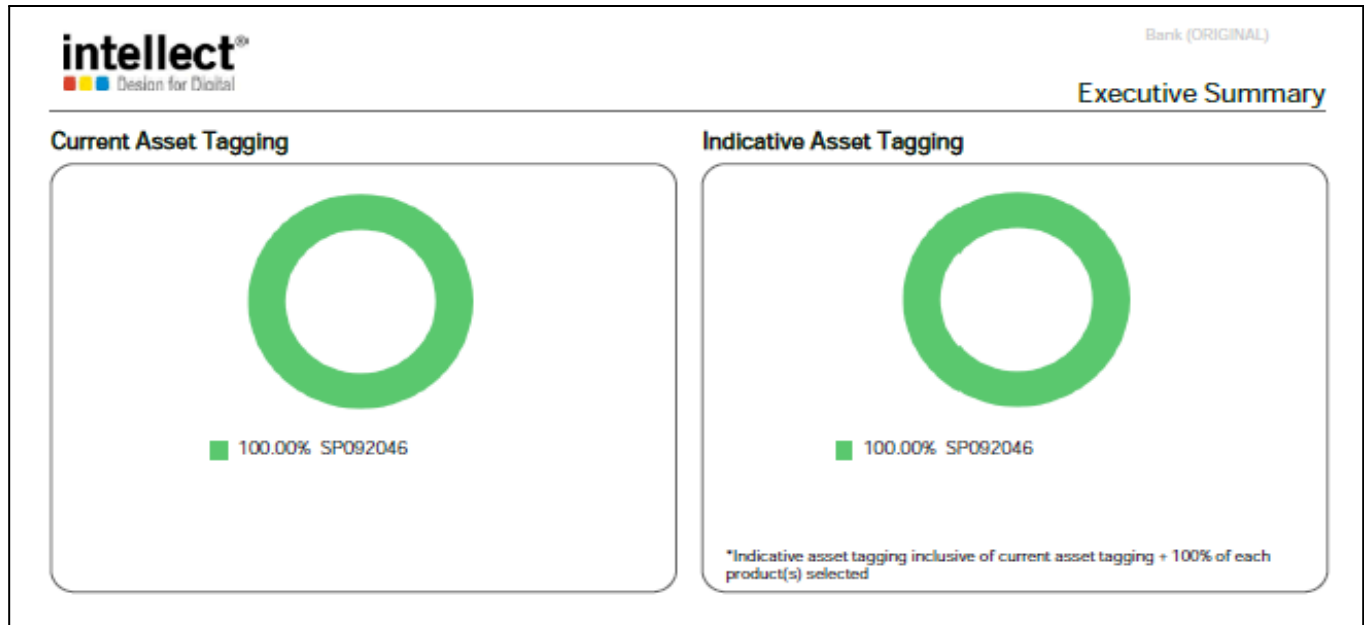 intellect®
Design for Digital
Bank (ORIGINAL)
Executive Summary
Current Asset Tagging
100.00% SP092046
Indicative Asset Tagging
100.00% SP092046
*Indicative asset tagging inclusive of current asset tagging + 100% of each
product(s) selected